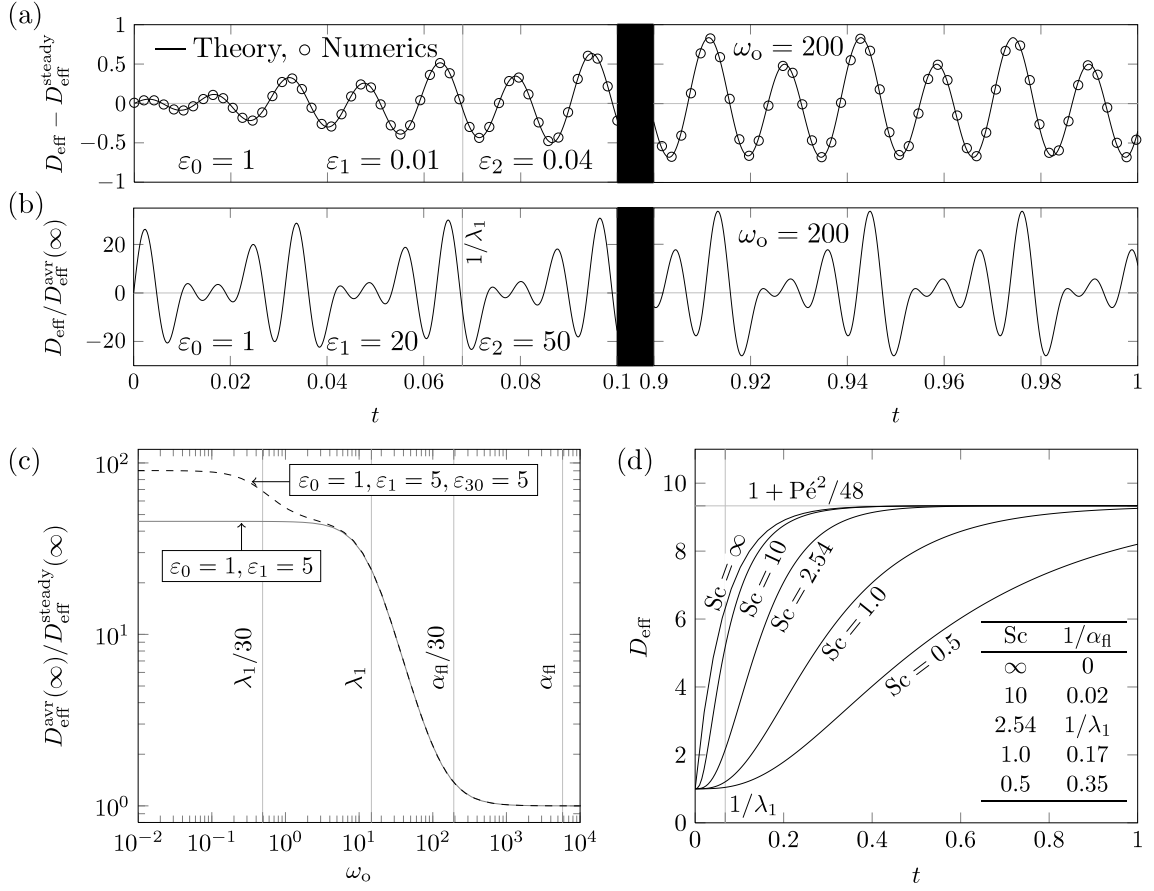 (a)
D_eff − D_eff^steady
1
0.5
0
−0.5
−1
Theory, Numerics
ω_o = 200
ε_0 = 1 ε_1 = 0.01 ε_2 = 0.04
(b)
D_eff/D_eff^avr(∞)
20
0
−20
1/λ_1
ω_o = 200
ε_0 = 1 ε_1 = 20 ε_2 = 50
0 0.02 0.04 0.06 0.08 0.1 0.9 0.92 0.94 0.96 0.98 1
t t
(c)
D_eff^avr(∞)/D_eff^steady(∞)
10^2
10^1
10^0
ε_0 = 1, ε_1 = 5, ε_30 = 5
ε_0 = 1, ε_1 = 5
λ_1/30
λ_1
α_fl/30
α_fl
10^−2 10^−1 10^0 10^1 10^2 10^3 10^4
ω_o
(d)
D_eff
10
8
6
4
2
0
1 + Pé^2/48
Sc = ∞
Sc = 10
Sc = 2.54
Sc = 1.0
Sc = 0.5
1/λ_1
Sc 1/α_fl
∞ 0
10 0.02
2.54 1/λ_1
1.0 0.17
0.5 0.35
0 0.2 0.4 0.6 0.8 1
t